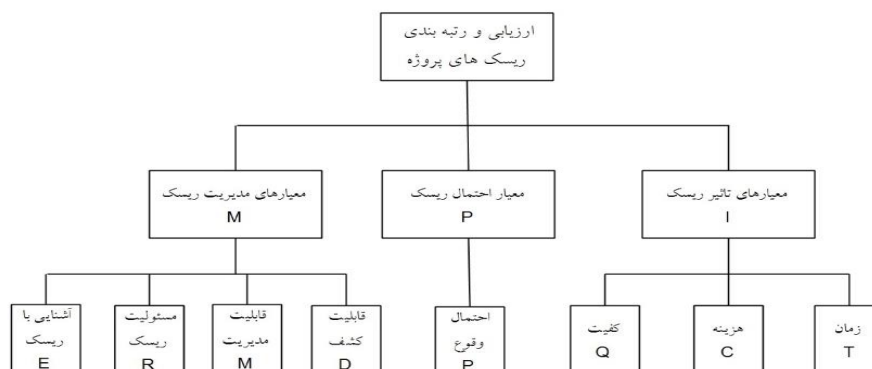 ارزیابی و رتبه بندی
ریسک های پروژه
معیارهای تاثیر ریسک
I
معیار احتمال ریسک
P
معیارهای مدیریت ریسک
M
زمان
T
هزینه
C
کیفیت
Q
احتمال
وقوع
P
قابلیت
کشف
D
قابلیت
مدیریت
M
مسئولیت
ریسک
R
آشنایی با
ریسک
E